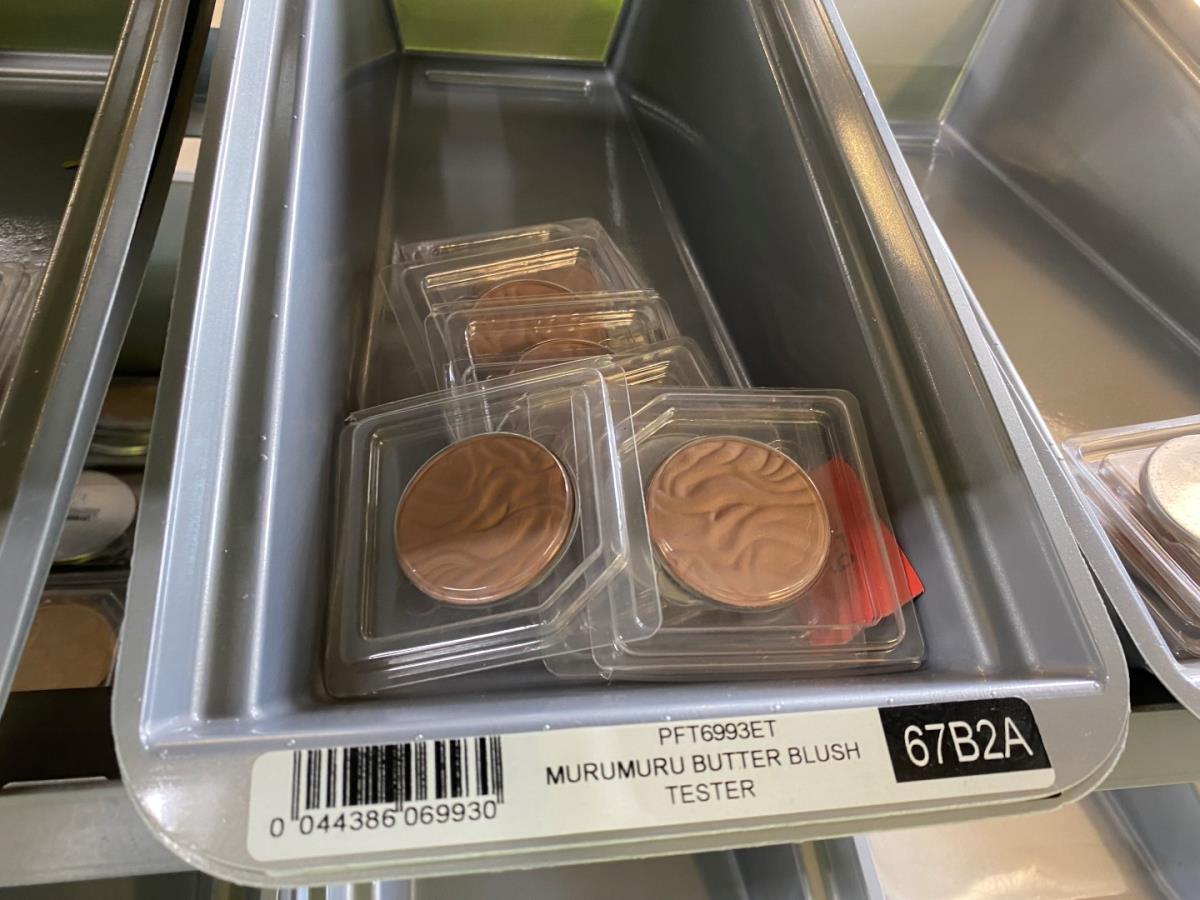 PFT6993ET
MURUMURU BUTTER BLUSH
TESTER
67B2A
0 044386 069930